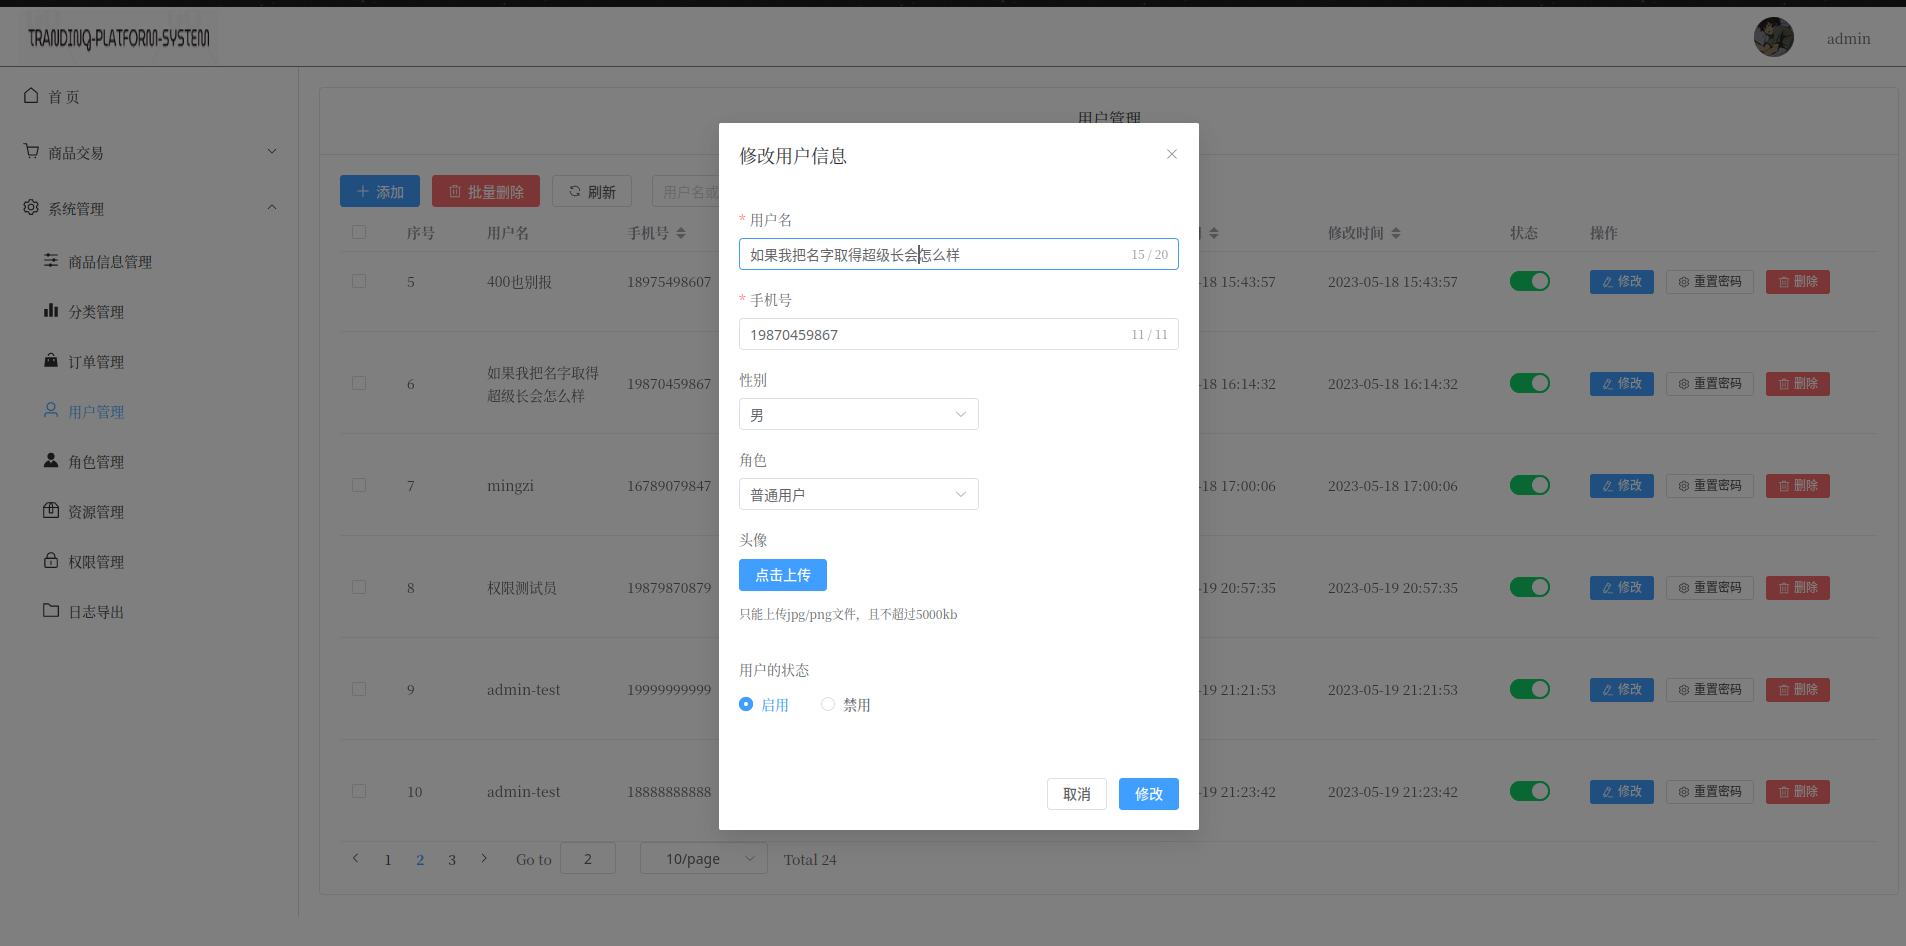 TRANDING-PLATFORM-SYSTEM
admin
首 页
商品交易
系统管理
商品信息管理
分类管理
订单管理
用户管理
角色管理
资源管理
权限管理
日志导出
用户管理
添加 批量删除 刷新 用户名或
序号 用户名 手机号 修改时间 状态 操作
5 400也别报 18975498607 -18 15:43:57 2023-05-18 15:43:57 修改 重置密码 删除
6 如果我把名字取得
超级长会怎么样 19870459867 -18 16:14:32 2023-05-18 16:14:32 修改 重置密码 删除
7 mingzi 16789079847 -18 17:00:06 2023-05-18 17:00:06 修改 重置密码 删除
8 权限测试员 19879870879 -19 20:57:35 2023-05-19 20:57:35 修改 重置密码 删除
9 admin-test 19999999999 -19 21:21:53 2023-05-19 21:21:53 修改 重置密码 删除
10 admin-test 18888888888 -19 21:23:42 2023-05-19 21:23:42 修改 重置密码 删除
1 2 3 Go to 2 10/page Total 24
修改用户信息
* 用户名
如果我把名字取得超级长会怎么样 15 / 20
* 手机号
19870459867 11 / 11
性别
男
角色
普通用户
头像
点击上传
只能上传jpg/png文件，且不超过5000kb
用户的状态
启用 禁用
取消 修改